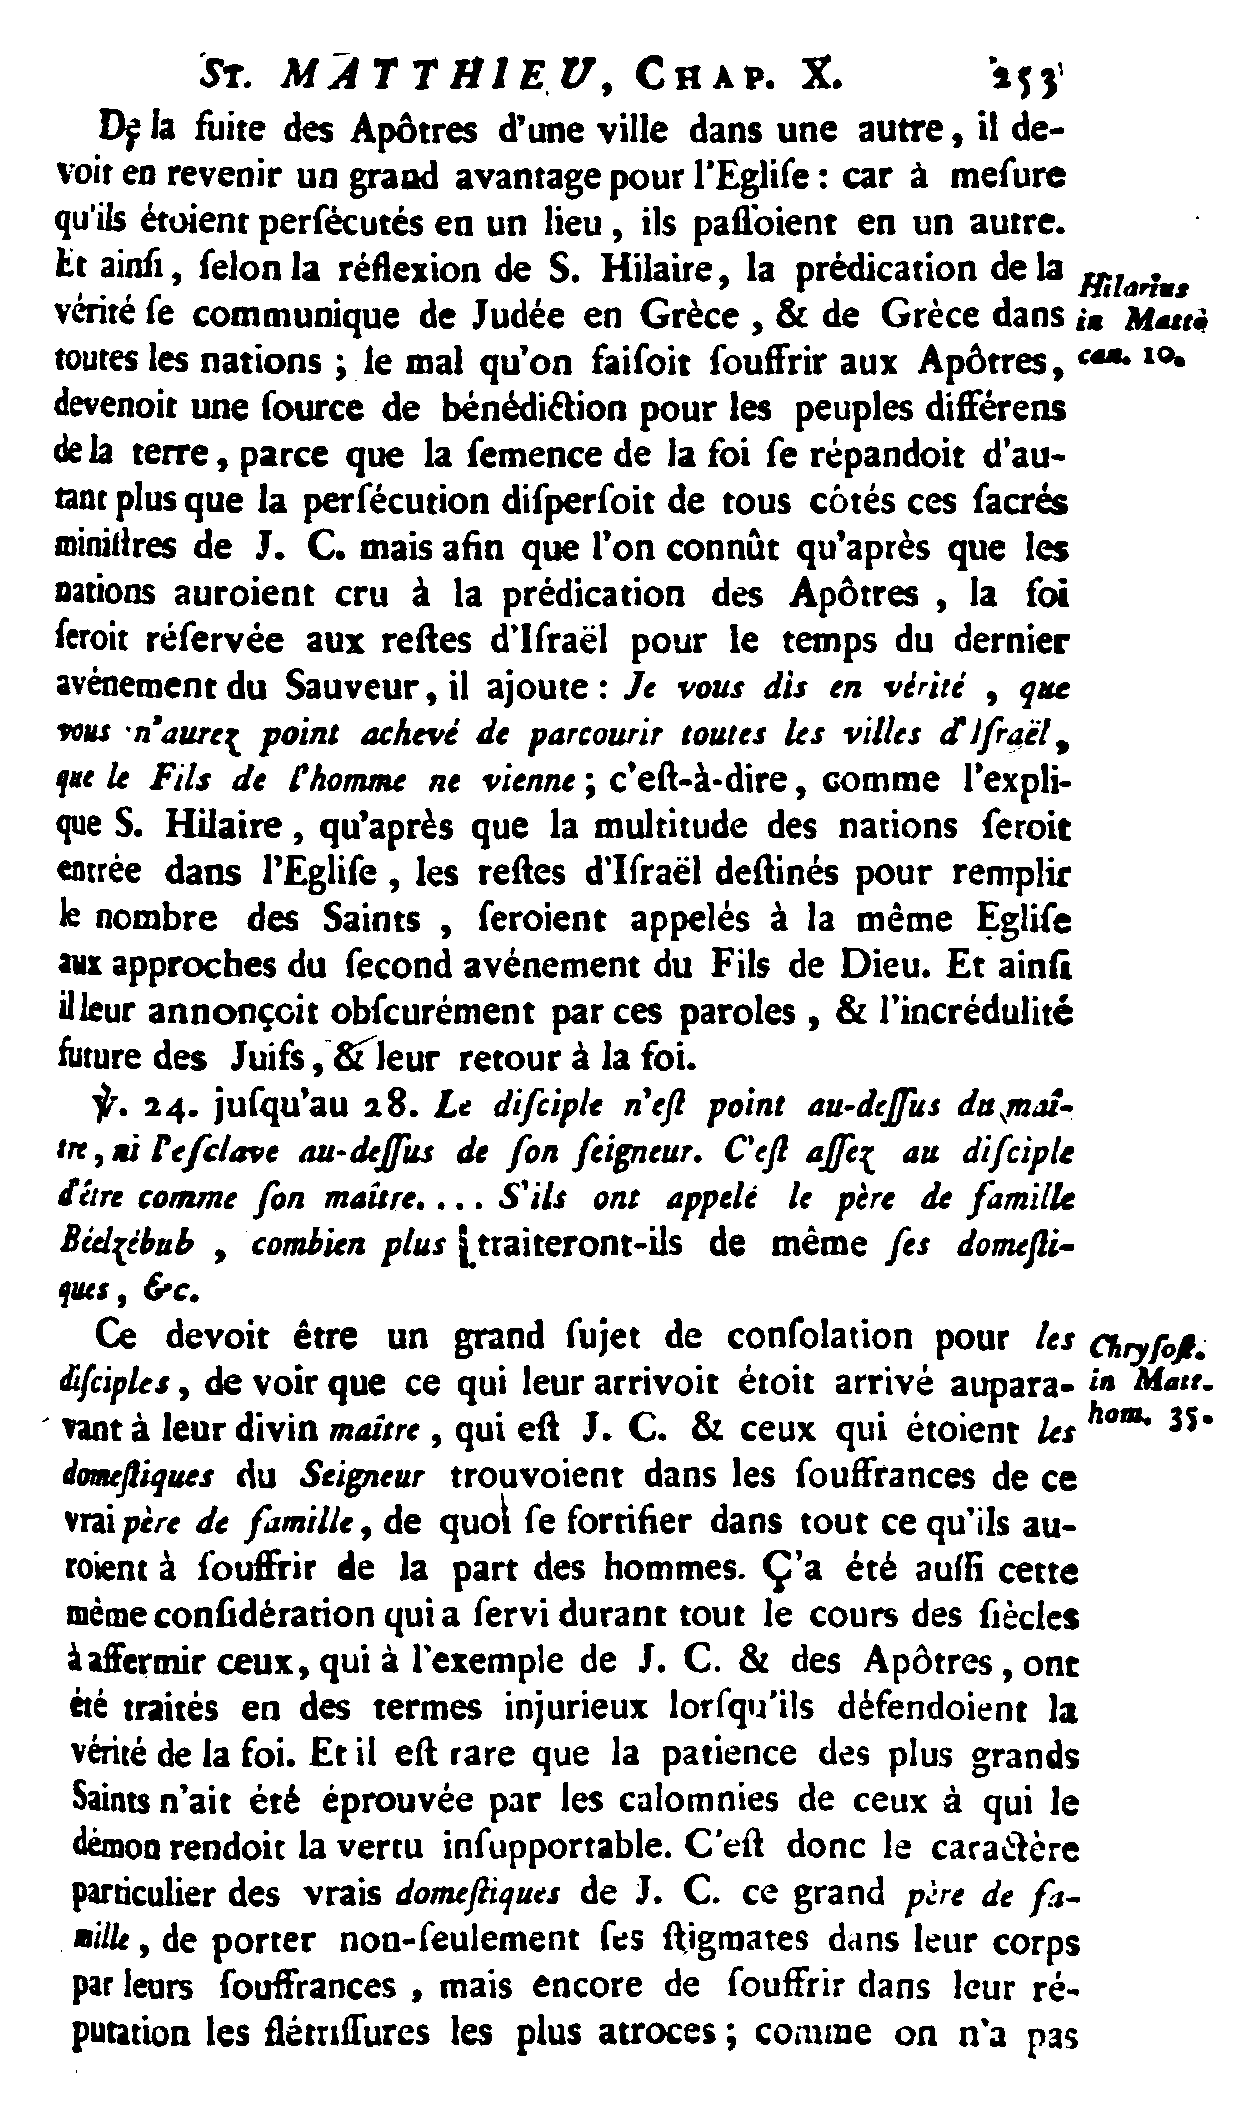 ST. MATTHIEU, CHAP. X. 253
De la fuite des Apôtres d'une ville dans une autre, il de-
voit en revenir un grand avantage pour l'Egliſe : car à meſure
qu'ils étoient perſécutés en un lieu, ils paſſoient en un autre.
Et ainſi, ſelon la réflexion de S. Hilaire, la prédication de la
vérité ſe communique de Judée en Grèce, & de Grèce dans
toutes les nations ; le mal qu'on faiſoit ſouffrir aux Apôtres,
devenoit une ſource de bénédiction pour les peuples différens
de la terre, parce que la ſemence de la foi ſe répandoit d'au-
tant plus que la perſécution diſperſoit de tous côtés ces ſacrés
miniſtres de J. C. mais afin que l'on connût qu'après que les
nations auroient cru à la prédication des Apôtres, la foi
ſeroit réſervée aux reſtes d'Iſraël pour le temps du dernier
avénement du Sauveur, il ajoute : Je vous dis en vérité, que
vous n'aurez point achevé de parcourir toutes les villes d'Iſraël,
que le Fils de l'homme ne vienne ; c'eſt-à-dire, comme l'expli-
que S. Hilaire, qu'après que la multitude des nations ſeroit
entrée dans l'Egliſe, les reſtes d'Iſraël deſtinés pour remplir
le nombre des Saints, ſeroient appelés à la même Egliſe
aux approches du ſecond avénement du Fils de Dieu. Et ainſi
il leur annonçoit obſcurément par ces paroles, & l'incrédulité
future des Juifs, & leur retour à la foi.
℣. 24. juſqu'au 28. Le diſciple n'eſt point au-deſſus du maî-
tre, ni l'eſclave au-deſſus de ſon ſeigneur. C'eſt aſſez au diſciple
d'être comme ſon maître.... S'ils ont appelé le père de famille
Béelzébub, combien plus traiteront-ils de même ſes domeſti-
ques, &c.
Ce devoit être un grand ſujet de conſolation pour les
diſciples, de voir que ce qui leur arrivoit étoit arrivé aupara-
vant à leur divin maître, qui eſt J. C. & ceux qui étoient les
domeſtiques du Seigneur trouvoient dans les ſouffrances de ce
vrai père de famille, de quoi ſe fortifier dans tout ce qu'ils au-
roient à ſouffrir de la part des hommes. Ç'a été auſſi cette
même conſidération qui a ſervi durant tout le cours des ſiècles
à affermir ceux, qui à l'exemple de J. C. & des Apôtres, ont
été traités en des termes injurieux lorſqu'ils défendoient la
vérité de la foi. Et il eſt rare que la patience des plus grands
Saints n'ait été éprouvée par les calomnies de ceux à qui le
démon rendoit la vertu inſupportable. C'eſt donc le caractère
particulier des vrais domeſtiques de J. C. ce grand père de fa-
mille, de porter non-ſeulement ſes ſtigmates dans leur corps
par leurs ſouffrances, mais encore de ſouffrir dans leur ré-
putation les flétriſſures les plus atroces ; comme on n'a pas
Hilarius
in Matth
can. 10.
Chryſoſt.
in Matt.
hom. 35.